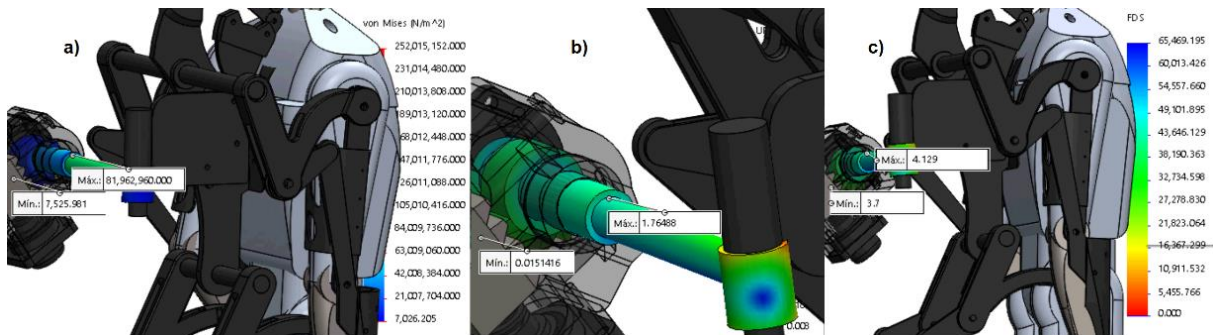 a)
von Mises (N/m^2)
252,015,152.000
231,014,480.000
210,013,808.000
189,013,120.000
68,012,448.000
47,011,776.000
26,011,088.000
05,010,416.000
84,009,736.000
63,009,060.000
42,008,384.000
21,007,704.000
7,026.205
Máx.: 81,962,960.000
Mín.: 7,525.981
b)
Máx.: 1.76488
Mín.: 0.0151416
0.008
c)
FDS
65,469.195
60,013.426
54,557.660
49,101.895
43,646.129
38,190.363
32,734.598
27,278.830
21,823.064
16,367.299
10,911.532
5,455.766
0.000
Máx.: 4.129
Mín.: 3.7